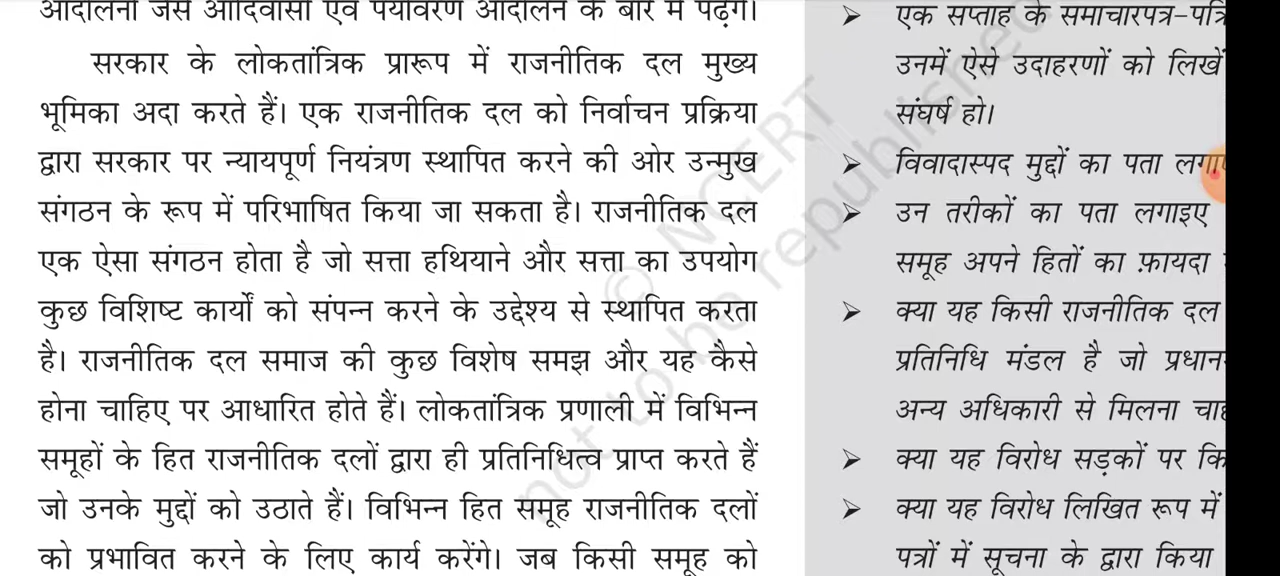 आंदोलनों जैसे आदिवासी एवं पर्यावरण आंदोलन के बारे में पढ़ेंगे।
सरकार के लोकतांत्रिक प्रारूप में राजनीतिक दल मुख्य
भूमिका अदा करते हैं। एक राजनीतिक दल को निर्वाचन प्रक्रिया
द्वारा सरकार पर न्यायपूर्ण नियंत्रण स्थापित करने की ओर उन्मुख
संगठन के रूप में परिभाषित किया जा सकता है। राजनीतिक दल
एक ऐसा संगठन होता है जो सत्ता हथियाने और सत्ता का उपयोग
कुछ विशिष्ट कार्यों को संपन्न करने के उद्देश्य से स्थापित करता
है। राजनीतिक दल समाज की कुछ विशेष समझ और यह कैसे
होना चाहिए पर आधारित होते हैं। लोकतांत्रिक प्रणाली में विभिन्न
समूहों के हित राजनीतिक दलों द्वारा ही प्रतिनिधित्व प्राप्त करते हैं
जो उनके मुद्दों को उठाते हैं। विभिन्न हित समूह राजनीतिक दलों
को प्रभावित करने के लिए कार्य करेंगे। जब किसी समूह को
➤ एक सप्ताह के समाचारपत्र-पत्रि
उनमें ऐसे उदाहरणों को लिखें
संघर्ष हो।
➤ विवादास्पद मुद्दों का पता
➤ उन तरीकों का पता लगाइए
समूह अपने हितों का फ़ायदा
➤ क्या यह किसी राजनीतिक दल
प्रतिनिधि मंडल है जो
अन्य अधिकारी से मिलना
➤ क्या यह विरोध सड़कों पर
➤ क्या यह विरोध लिखित रूप में
पत्रों में सूचना के द्वारा किया
© NCERT
not to be republished